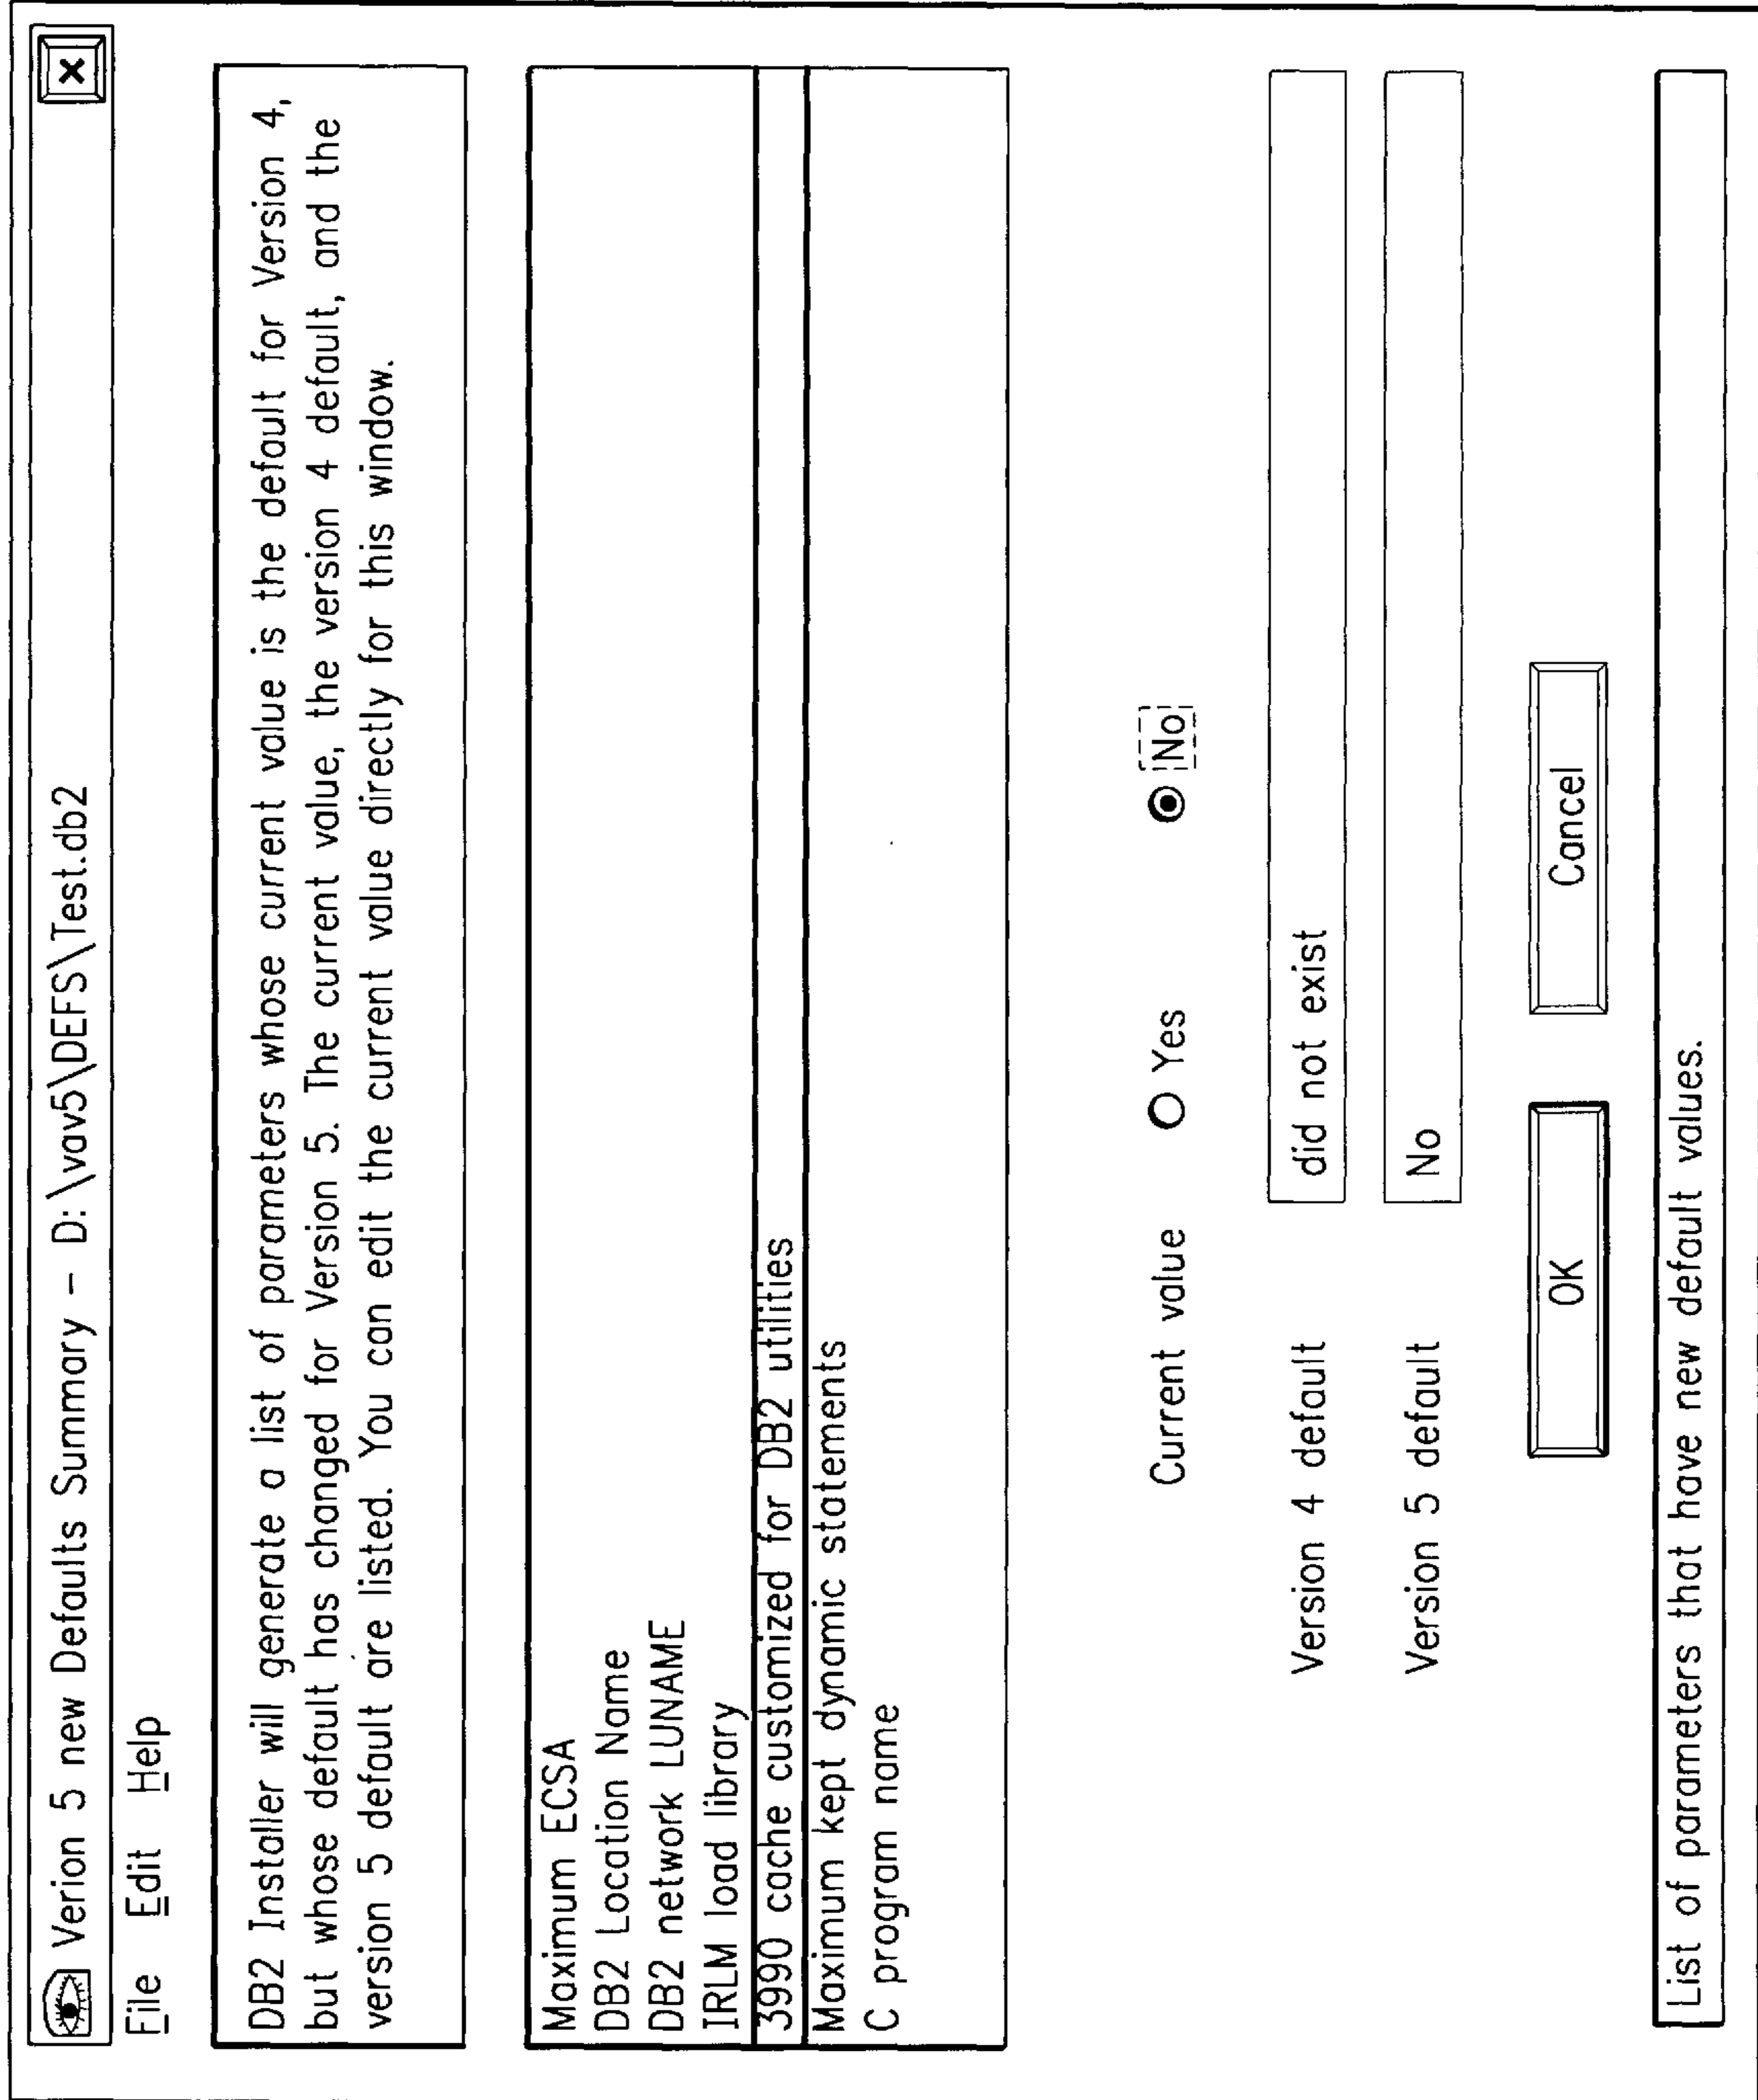 Verion 5 new Defaults Summary – D:\vav5\DEFS\Test.db2
File Edit Help
DB2 Installer will generate a list of parameters whose current value is the default for Version 4,
but whose default has changed for Version 5. The current value, the version 4 default, and the
version 5 default are listed. You can edit the current value directly for this window.
Maximum ECSA
DB2 Location Name
DB2 network LUNAME
IRLM load library
3990 cache customized for DB2 utilities
Maximum kept dynamic statements
C program name
Current value Yes No
Version 4 default did not exist
Version 5 default No
OK Cancel
List of parameters that have new default values.